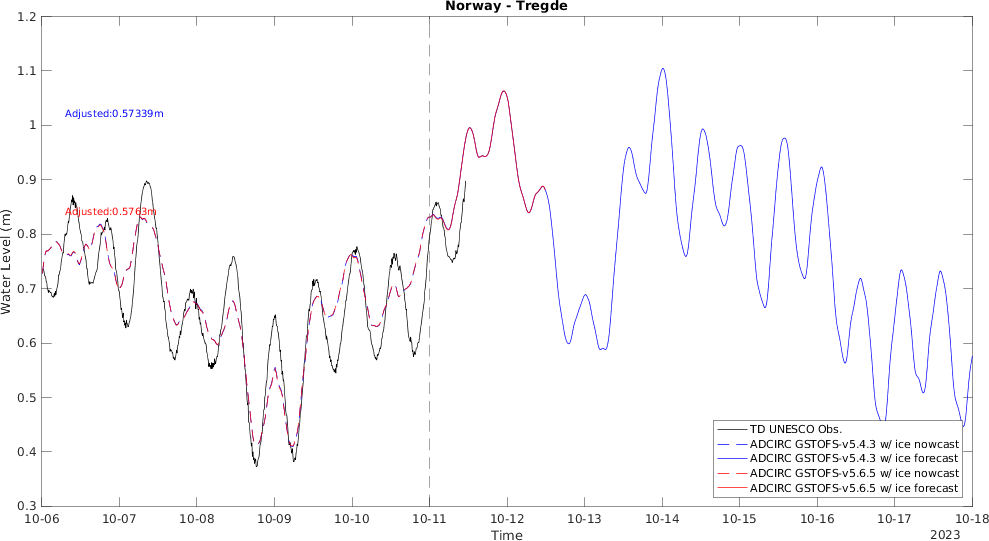 Norway - Tregde
1.2
1.1
1
0.9
0.8
0.7
0.6
0.5
0.4
0.3
Water Level (m)
Adjusted:0.57339m
Adjusted:0.5763m
TD UNESCO Obs.
ADCIRC GSTOFS-v5.4.3 w/ ice nowcast
ADCIRC GSTOFS-v5.4.3 w/ ice forecast
ADCIRC GSTOFS-v5.6.5 w/ ice nowcast
ADCIRC GSTOFS-v5.6.5 w/ ice forecast
10-06 10-07 10-08 10-09 10-10 10-11 10-12 10-13 10-14 10-15 10-16 10-17 10-18
Time
2023